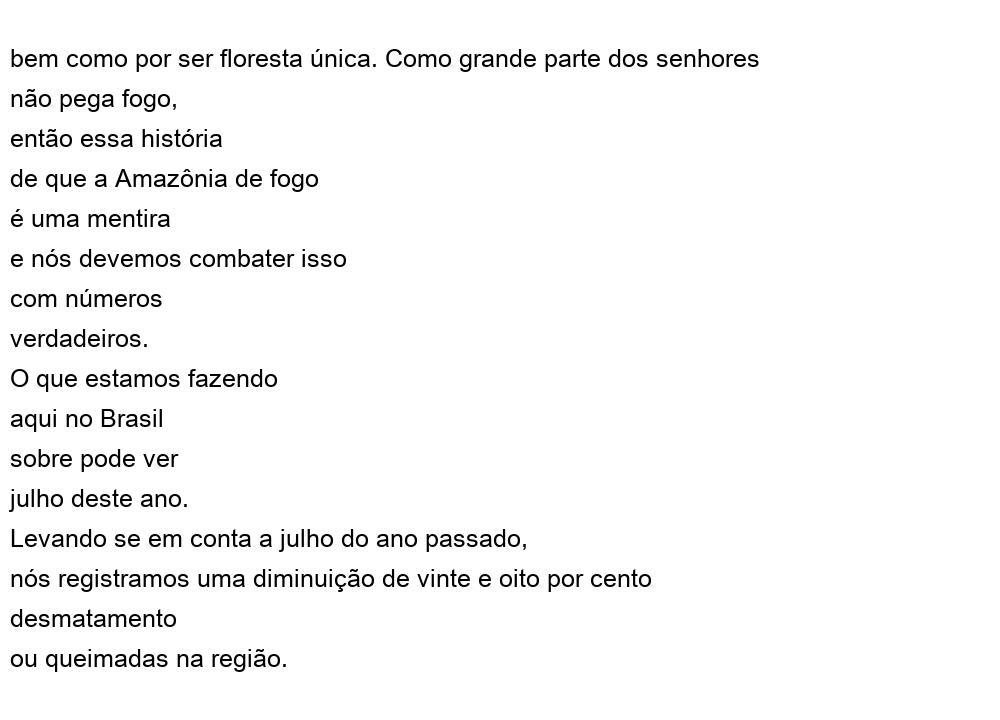 bem como por ser floresta única. Como grande parte dos senhores
não pega fogo,
então essa história
de que a Amazônia de fogo
é uma mentira
e nós devemos combater isso
com números
verdadeiros.
O que estamos fazendo
aqui no Brasil
sobre pode ver
julho deste ano.
Levando se em conta a julho do ano passado,
nós registramos uma diminuição de vinte e oito por cento
desmatamento
ou queimadas na região.